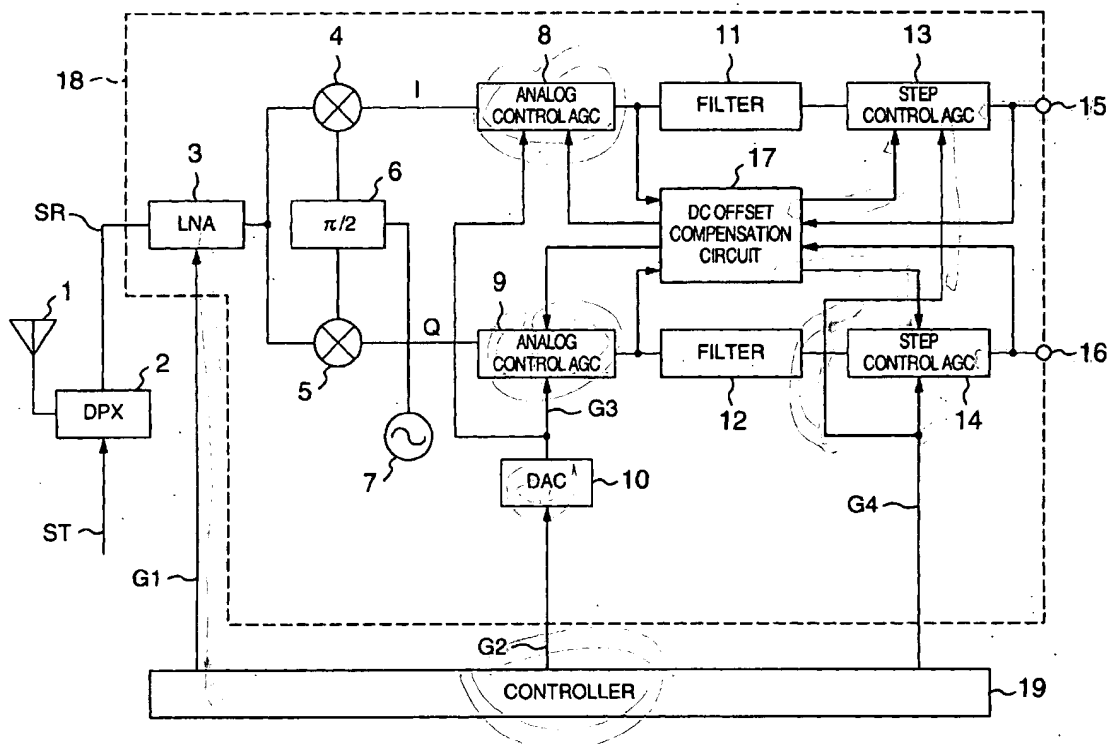 4
8
11
13
18
I
ANALOG
CONTROL AGC
FILTER
STEP
CONTROL AGC
15
3
6
17
SR
LNA
π/2
DC OFFSET
COMPENSATION
CIRCUIT
1
9
2
Q
ANALOG
CONTROL AGC
FILTER
STEP
CONTROL AGC
16
5
DPX
G3
12
14
7
DAC
10
G4
ST
G1
G2
CONTROLLER
19